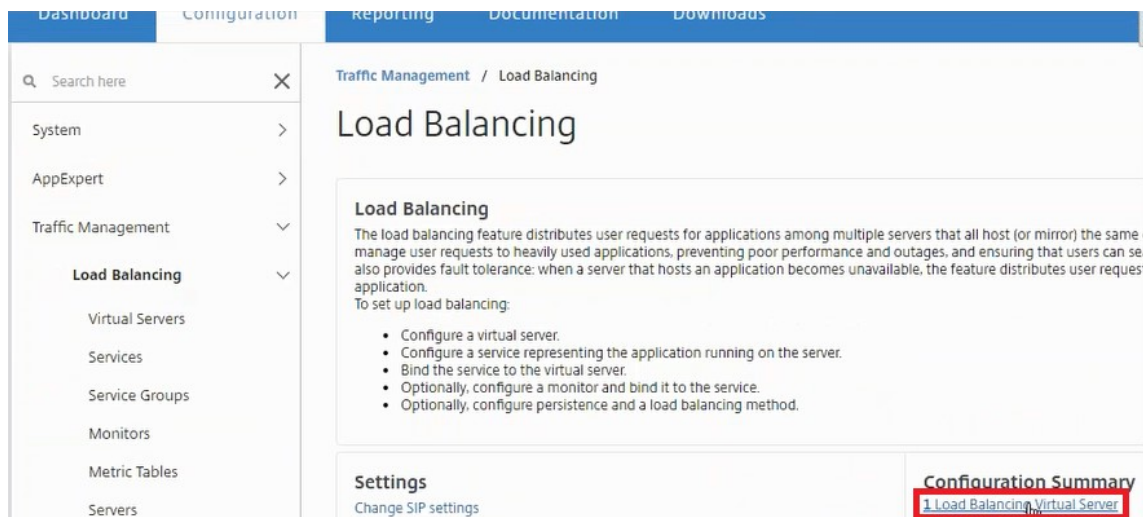 Dashboard Configuration Reporting Documentation Downloads
Search here
System
AppExpert
Traffic Management
Load Balancing
Virtual Servers
Services
Service Groups
Monitors
Metric Tables
Servers
Traffic Management / Load Balancing
Load Balancing
Load Balancing
The load balancing feature distributes user requests for applications among multiple servers that all host (or mirror) the same
manage user requests to heavily used applications, preventing poor performance and outages, and ensuring that users can se
also provides fault tolerance: when a server that hosts an application becomes unavailable, the feature distributes user reques
application.
To set up load balancing:
• Configure a virtual server.
• Configure a service representing the application running on the server.
• Bind the service to the virtual server.
• Optionally, configure a monitor and bind it to the service.
• Optionally, configure persistence and a load balancing method.
Settings
Change SIP settings
Configuration Summary
1 Load Balancing Virtual Server